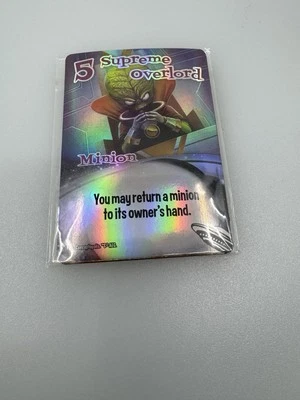 5 Supreme
Overlord
Minion
You may return a minion
to its owner's hand.